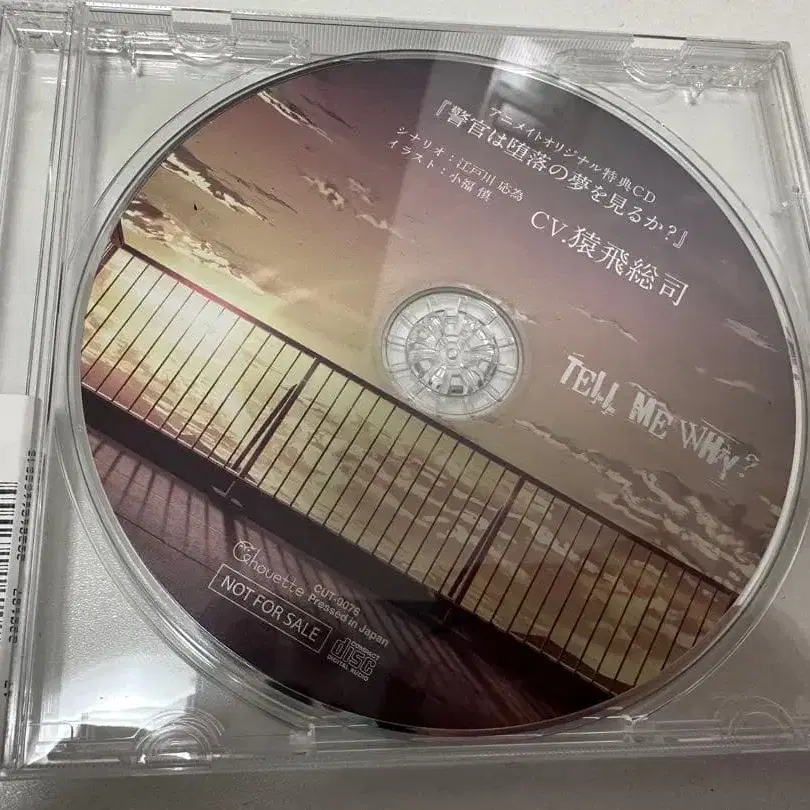 アニメイトオリジナル特典CD
『警官は堕落の夢を見るか?』
シナリオ：江戸川 応為
イラスト：小福 慎
CV.猿飛総司
TELL ME WHY?
Chouette
CUT-9076
Pressed in Japan
NOT FOR SALE
COMPACT
disc
DIGITAL AUDIO